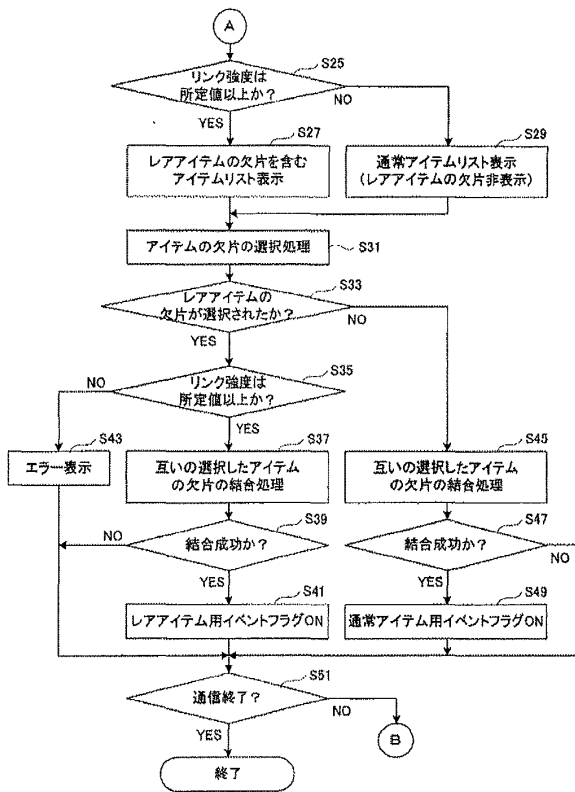 A
S25
リンク強度は
所定値以上か？
NO
YES
S27
レアアイテムの欠片を含む
アイテムリスト表示
S29
通常アイテムリスト表示
(レアアイテムの欠片非表示)
アイテムの欠片の選択処理
S31
S33
レアアイテムの
欠片が選択されたか？
NO
YES
S35
NO
リンク強度は
所定値以上か？
YES
S43
エラー表示
S37
互いの選択したアイテム
の欠片の結合処理
S45
互いの選択したアイテム
の欠片の結合処理
S39
NO
結合成功か？
YES
S47
結合成功か？
NO
YES
S41
レアアイテム用イベントフラグON
S49
通常アイテム用イベントフラグON
S51
通信終了？
NO
YES
B
終了